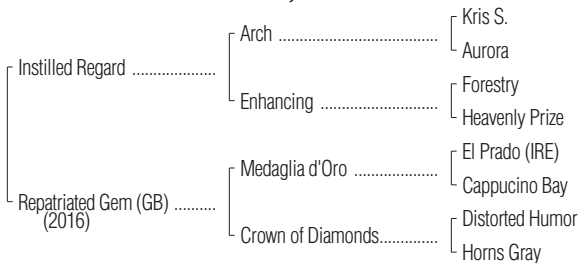 Kris S.
Arch ........................................
Aurora
Instilled Regard .....................
Forestry
Enhancing .............................
Heavenly Prize
El Prado (IRE)
Medaglia d'Oro .....................
Cappucino Bay
Repatriated Gem (GB) ..........
(2016)
Distorted Humor
Crown of Diamonds..............
Horns Gray